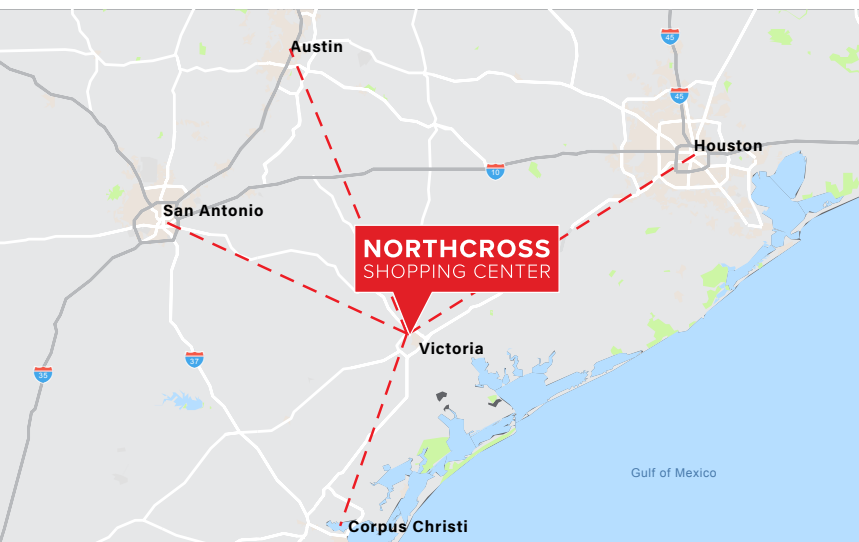 45
Austin
45
Houston
10
San Antonio
NORTHCROSS
SHOPPING CENTER
Victoria
37
35
Gulf of Mexico
Corpus Christi